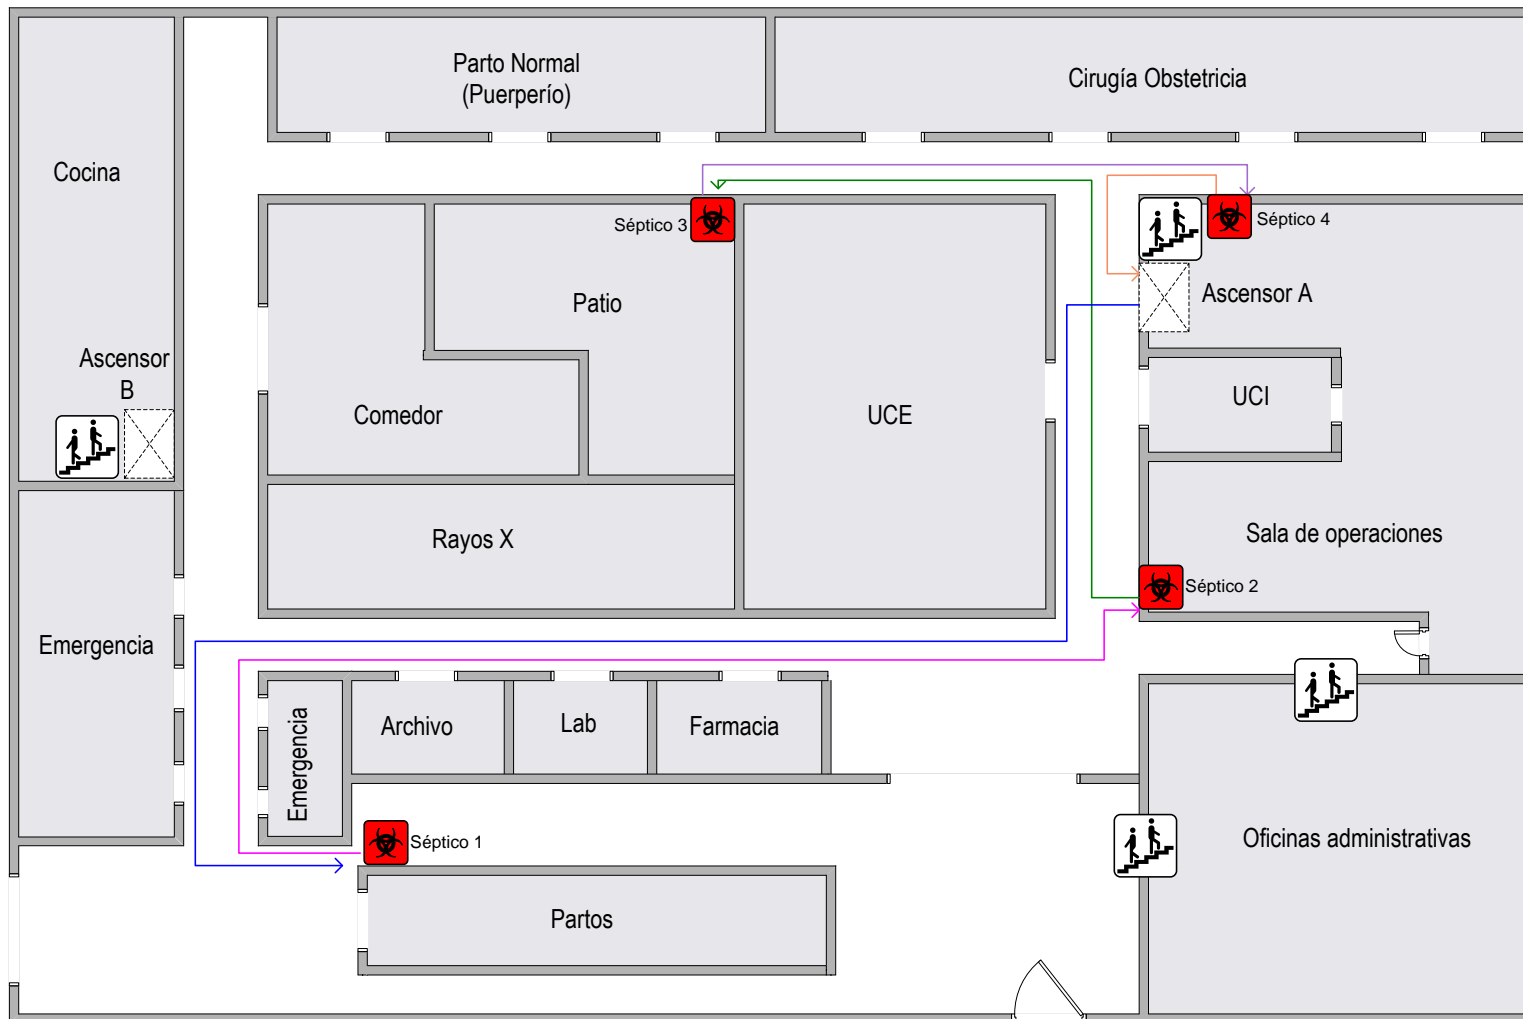 Parto Normal
(Puerperío)
Cirugía Obstetricia
Cocina
Séptico 3
Séptico 4
Patio
Ascensor A
Ascensor
B
Comedor
UCE
UCI
Rayos X
Sala de operaciones
Séptico 2
Emergencia
Emergencia
Archivo
Lab
Farmacia
Séptico 1
Oficinas administrativas
Partos